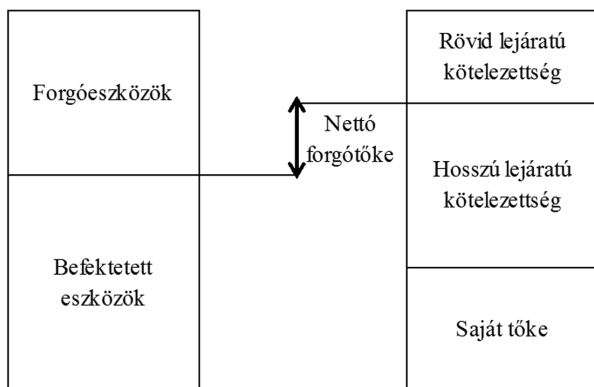 Forgóeszközök
Befektetett
eszközök
Nettó
forgótőke
Rövid lejáratú
kötelezettség
Hosszú lejáratú
kötelezettség
Saját tőke